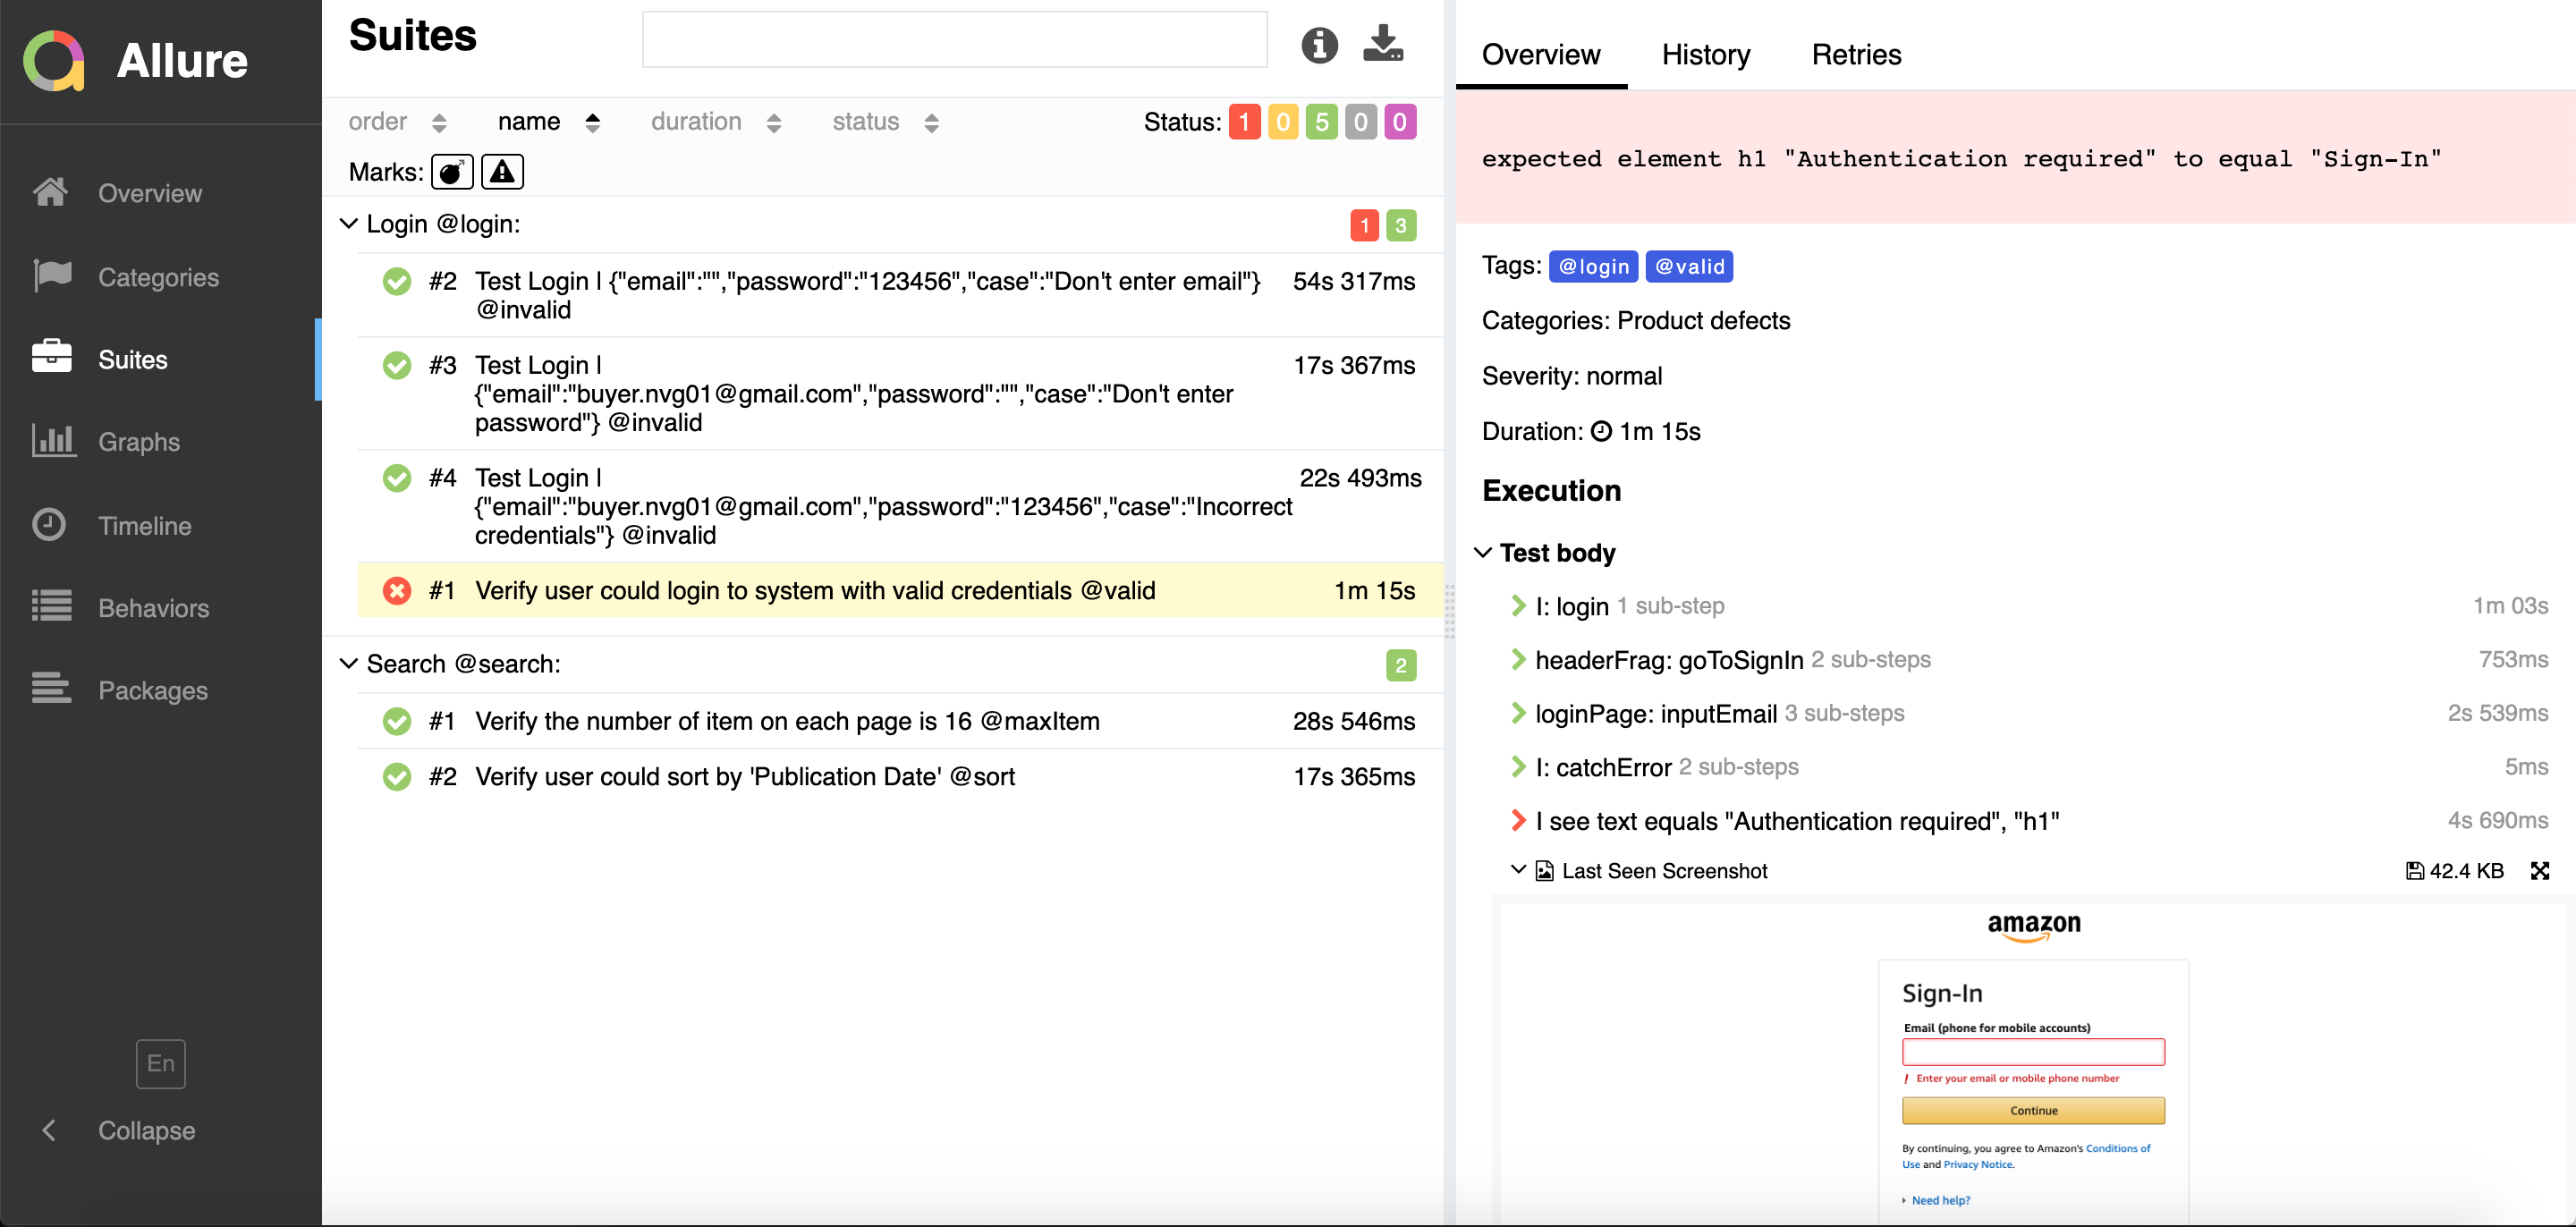 Allure
Overview
Categories
Suites
Graphs
Timeline
Behaviors
Packages
En
Collapse
Suites
order name duration status Status: 1 0 5 0 0
Marks:
Login @login: 1 3
#2 Test Login | {"email":"","password":"123456","case":"Don't enter email"} 54s 317ms
@invalid
#3 Test Login | 17s 367ms
{"email":"buyer.nvg01@gmail.com","password":"","case":"Don't enter
password"} @invalid
#4 Test Login | 22s 493ms
{"email":"buyer.nvg01@gmail.com","password":"123456","case":"Incorrect
credentials"} @invalid
#1 Verify user could login to system with valid credentials @valid 1m 15s
Search @search: 2
#1 Verify the number of item on each page is 16 @maxItem 28s 546ms
#2 Verify user could sort by 'Publication Date' @sort 17s 365ms
Overview History Retries
expected element h1 "Authentication required" to equal "Sign-In"
Tags: @login @valid
Categories: Product defects
Severity: normal
Duration: 1m 15s
Execution
Test body
I: login 1 sub-step 1m 03s
headerFrag: goToSignIn 2 sub-steps 753ms
loginPage: inputEmail 3 sub-steps 2s 539ms
I: catchError 2 sub-steps 5ms
I see text equals "Authentication required", "h1" 4s 690ms
Last Seen Screenshot 42.4 KB
amazon
Sign-In
Email (phone for mobile accounts)
! Enter your email or mobile phone number
Continue
By continuing, you agree to Amazon's Conditions of
Use and Privacy Notice.
Need help?